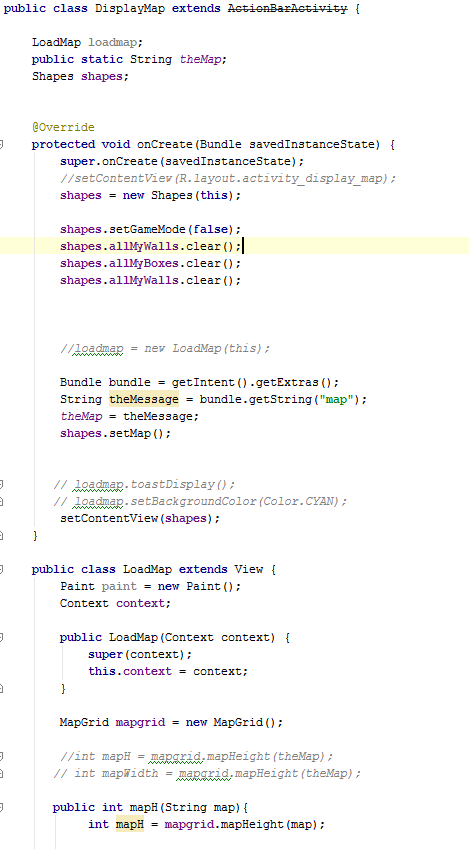 public class DisplayMap extends ActionBarActivity {
LoadMap loadmap;
public static String theMap;
Shapes shapes;
@Override
protected void onCreate(Bundle savedInstanceState) {
super.onCreate(savedInstanceState);
//setContentView(R.layout.activity_display_map);
shapes = new Shapes(this);
shapes.setGameMode(false);
shapes.allMyWalls.clear();
shapes.allMyBoxes.clear();
shapes.allMyWalls.clear();
//loadmap = new LoadMap(this);
Bundle bundle = getIntent().getExtras();
String theMessage = bundle.getString("map");
theMap = theMessage;
shapes.setMap();
// loadmap.toastDisplay();
// loadmap.setBackgroundColor(Color.CYAN);
setContentView(shapes);
}
public class LoadMap extends View {
Paint paint = new Paint();
Context context;
public LoadMap(Context context) {
super(context);
this.context = context;
}
MapGrid mapgrid = new MapGrid();
//int mapH = mapgrid.mapHeight(theMap);
// int mapWidth = mapgrid.mapHeight(theMap);
public int mapH(String map){
int mapH = mapgrid.mapHeight(map);